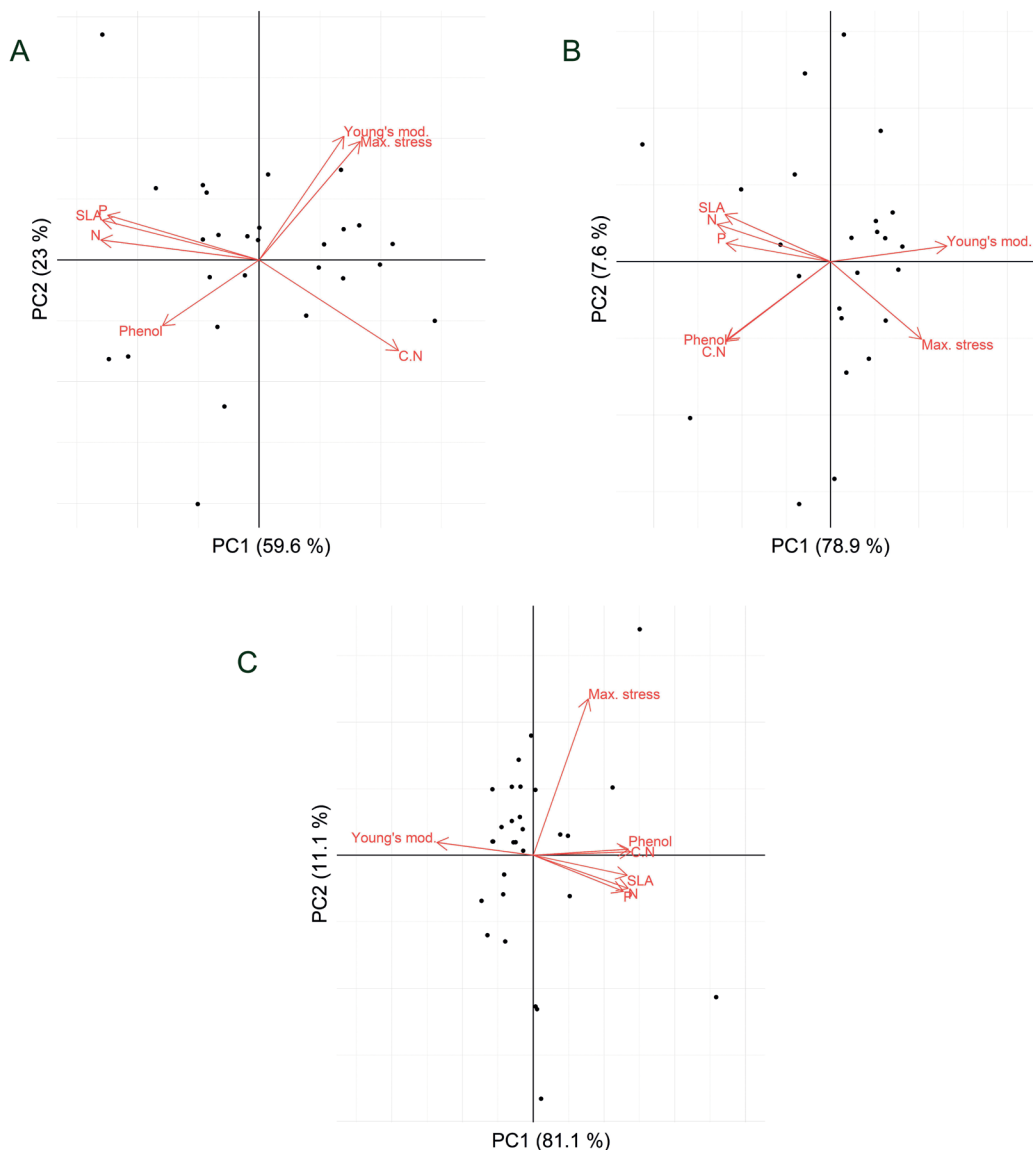 A
Young's mod.
Max. stress
P
SLA
N
Phenol
C.N
PC2 (23 %)
PC1 (59.6 %)
B
SLA
N
P
Young's mod.
Phenol
C.N
Max. stress
PC2 (7.6 %)
PC1 (78.9 %)
C
Max. stress
Young's mod.
Phenol
C.N
SLA
N
P
PC2 (11.1 %)
PC1 (81.1 %)